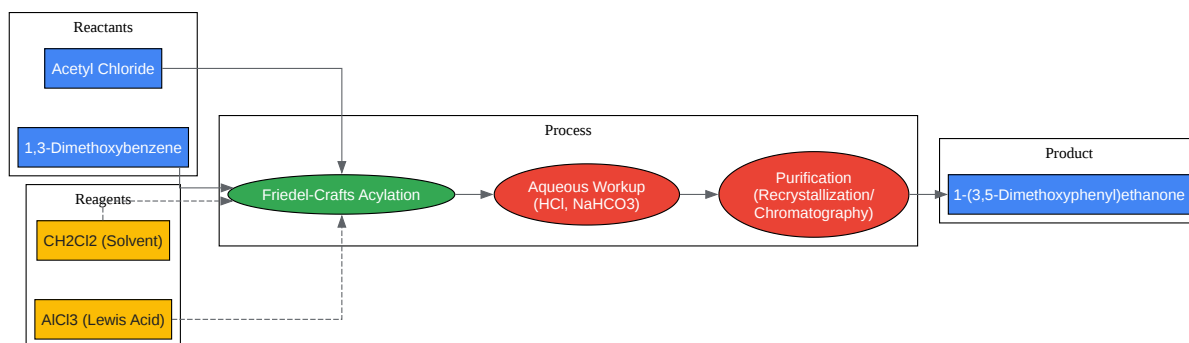 Reactants
Acetyl Chloride
1,3-Dimethoxybenzene
Reagents
CH2Cl2 (Solvent)
AlCl3 (Lewis Acid)
Process
Friedel-Crafts Acylation
Aqueous Workup
(HCl, NaHCO3)
Purification
(Recrystallization/
Chromatography)
Product
1-(3,5-Dimethoxyphenyl)ethanone